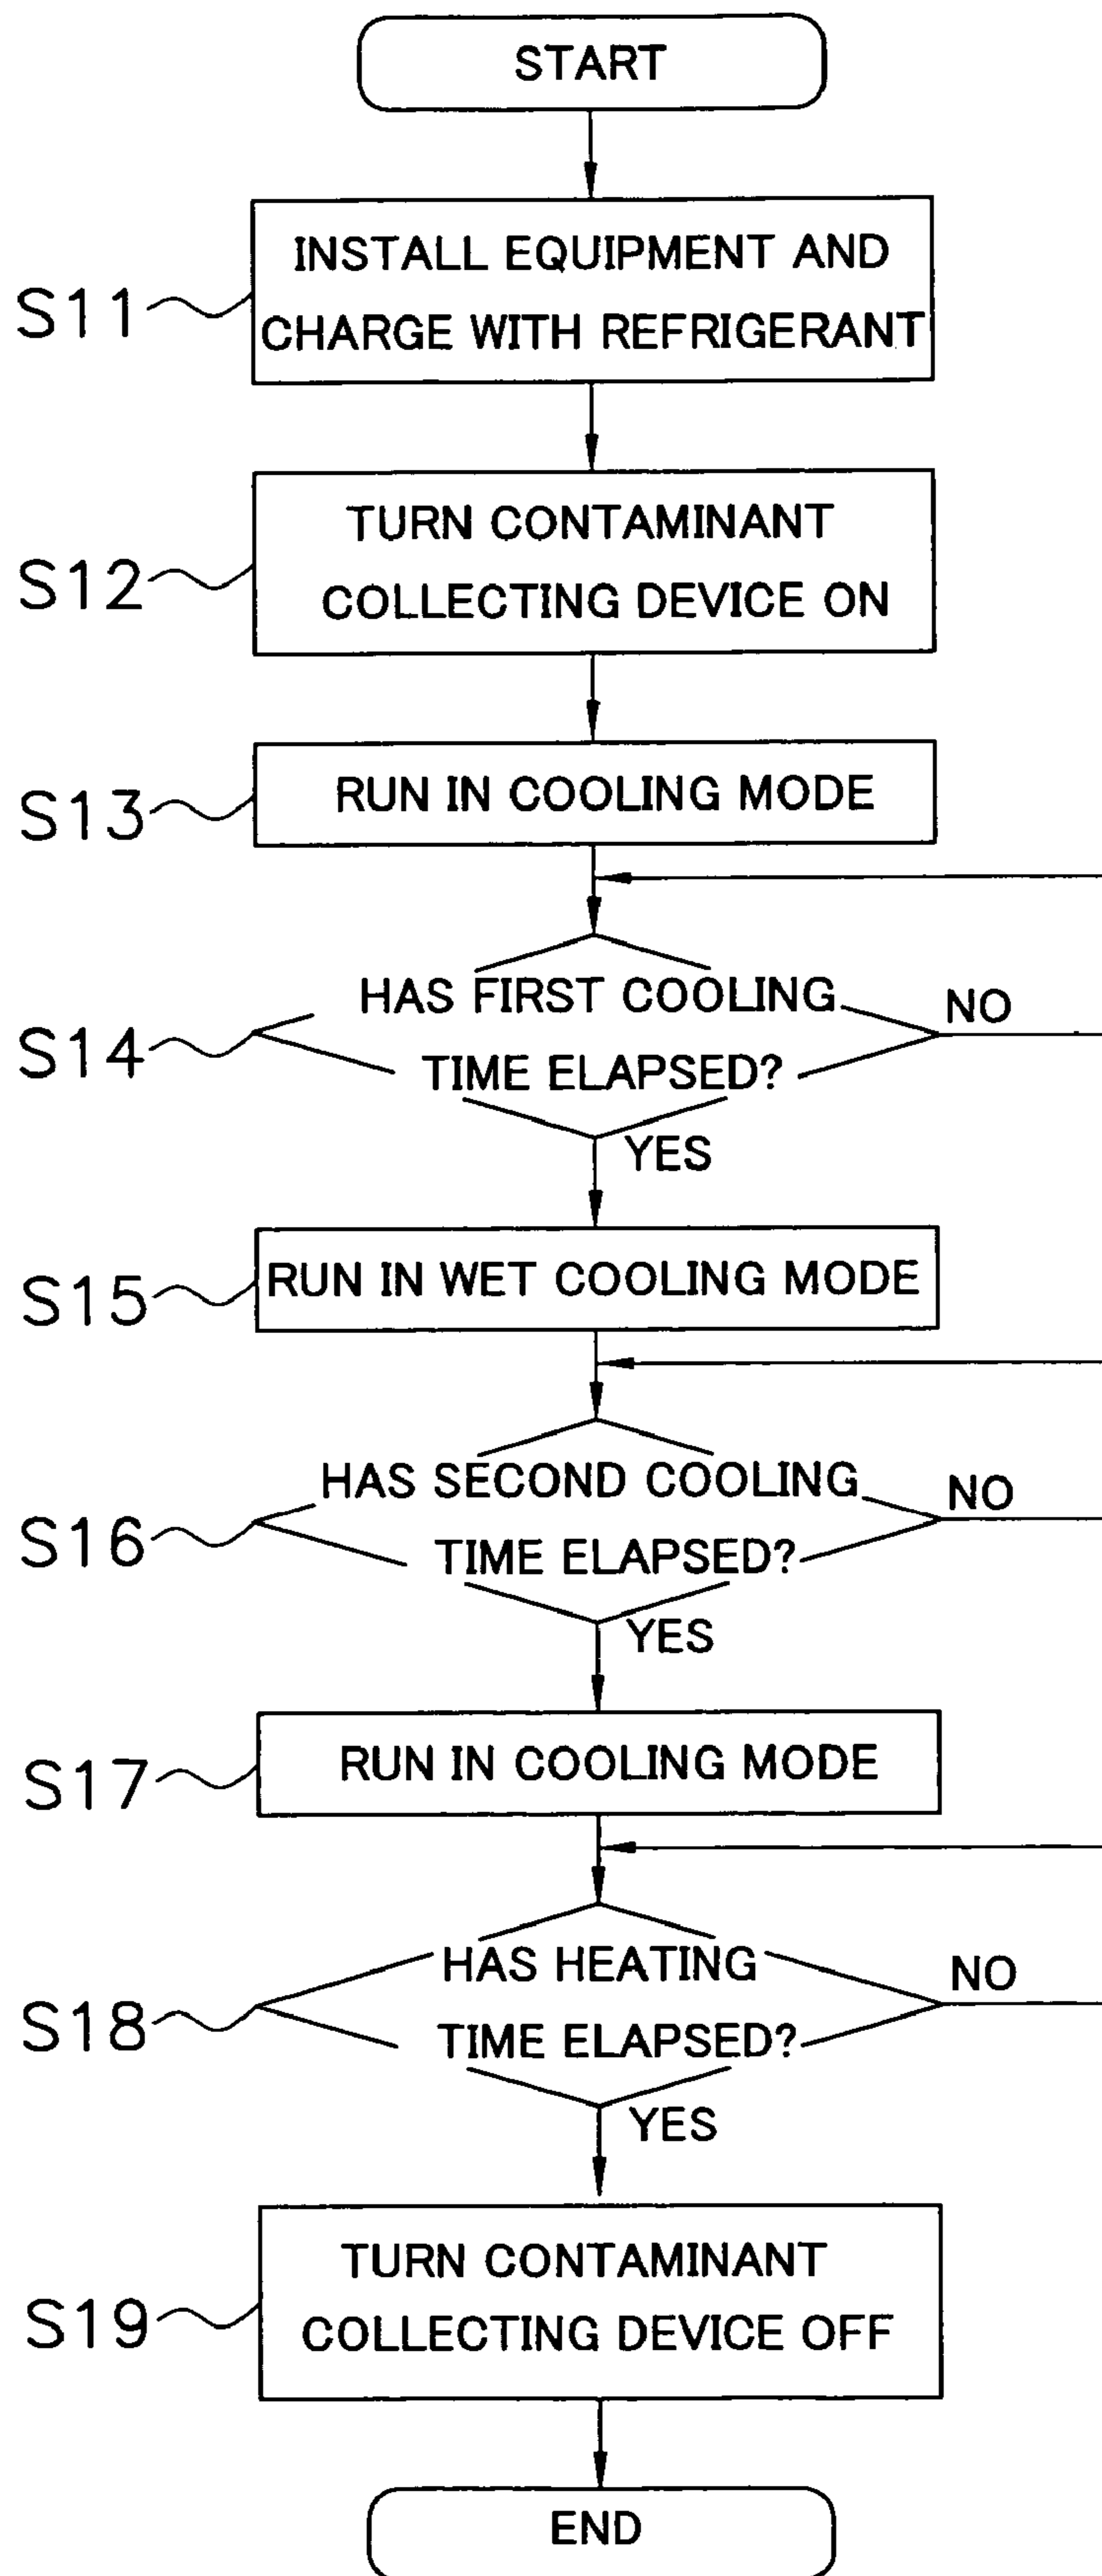 START
INSTALL EQUIPMENT AND
CHARGE WITH REFRIGERANT
S11
TURN CONTAMINANT
COLLECTING DEVICE ON
S12
RUN IN COOLING MODE
S13
HAS FIRST COOLING
TIME ELAPSED?
NO
S14
YES
RUN IN WET COOLING MODE
S15
HAS SECOND COOLING
TIME ELAPSED?
NO
S16
YES
RUN IN COOLING MODE
S17
HAS HEATING
TIME ELAPSED?
NO
S18
YES
TURN CONTAMINANT
COLLECTING DEVICE OFF
S19
END